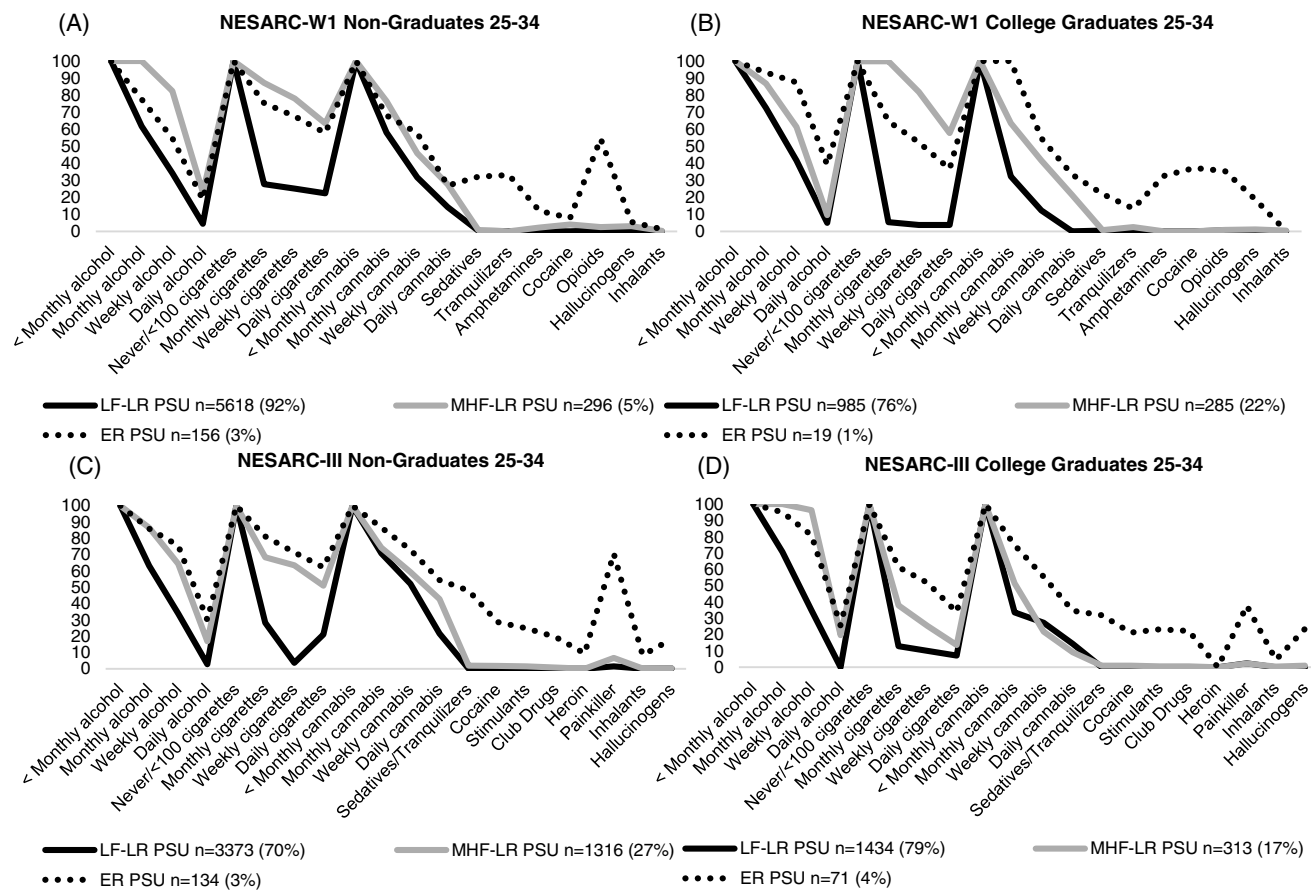 (A)
NESARC-W1 Non-Graduates 25-34
100
90
80
70
60
50
40
30
20
10
0
< Monthly alcohol
Monthly alcohol
Weekly alcohol
Daily alcohol
Never/<100 cigarettes
Monthly cigarettes
Weekly cigarettes
Daily cigarettes
< Monthly cannabis
Monthly cannabis
Weekly cannabis
Daily cannabis
Sedatives
Tranquilizers
Amphetamines
Cocaine
Opioids
Hallucinogens
Inhalants
LF-LR PSU n=5618 (92%)
MHF-LR PSU n=296 (5%)
ER PSU n=156 (3%)
(B)
NESARC-W1 College Graduates 25-34
100
90
80
70
60
50
40
30
20
10
0
< Monthly alcohol
Monthly alcohol
Weekly alcohol
Daily alcohol
Never/<100 cigarettes
Monthly cigarettes
Weekly cigarettes
Daily cigarettes
< Monthly cannabis
Monthly cannabis
Weekly cannabis
Daily cannabis
Sedatives
Tranquilizers
Amphetamines
Cocaine
Opioids
Hallucinogens
Inhalants
LF-LR PSU n=985 (76%)
MHF-LR PSU n=285 (22%)
ER PSU n=19 (1%)
(C)
NESARC-III Non-Graduates 25-34
100
90
80
70
60
50
40
30
20
10
0
< Monthly alcohol
Monthly alcohol
Weekly alcohol
Daily alcohol
Never/<100 cigarettes
Monthly cigarettes
Weekly cigarettes
Daily cigarettes
< Monthly cannabis
Monthly cannabis
Weekly cannabis
Daily cannabis
Sedatives/Tranquilizers
Cocaine
Stimulants
Club Drugs
Heroin
Painkiller
Inhalants
Hallucinogens
LF-LR PSU n=3373 (70%)
MHF-LR PSU n=1316 (27%)
ER PSU n=134 (3%)
(D)
NESARC-III College Graduates 25-34
100
90
80
70
60
50
40
30
20
10
0
< Monthly alcohol
Monthly alcohol
Weekly alcohol
Daily alcohol
Never/<100 cigarettes
Monthly cigarettes
Weekly cigarettes
Daily cigarettes
< Monthly cannabis
Monthly cannabis
Weekly cannabis
Daily cannabis
Sedatives/Tranquilizers
Cocaine
Stimulants
Club Drugs
Heroin
Painkiller
Inhalants
Hallucinogens
LF-LR PSU n=1434 (79%)
MHF-LR PSU n=313 (17%)
ER PSU n=71 (4%)